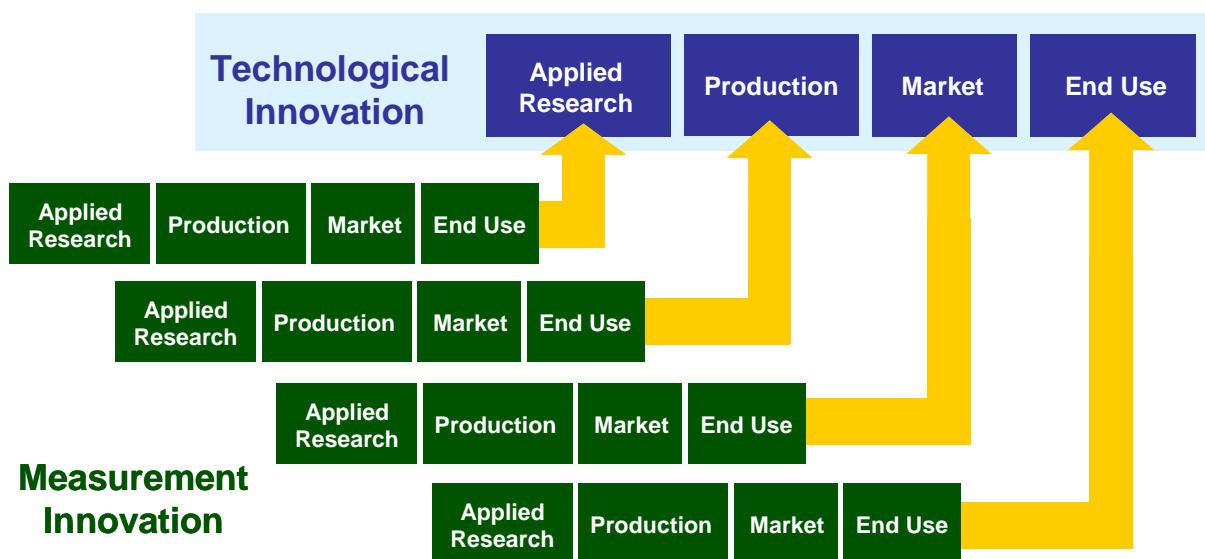 Technological
Innovation
Applied
Research
Production
Market
End Use
Applied
Research
Production
Market
End Use
Applied
Research
Production
Market
End Use
Applied
Research
Production
Market
End Use
Measurement
Innovation
Applied
Research
Production
Market
End Use